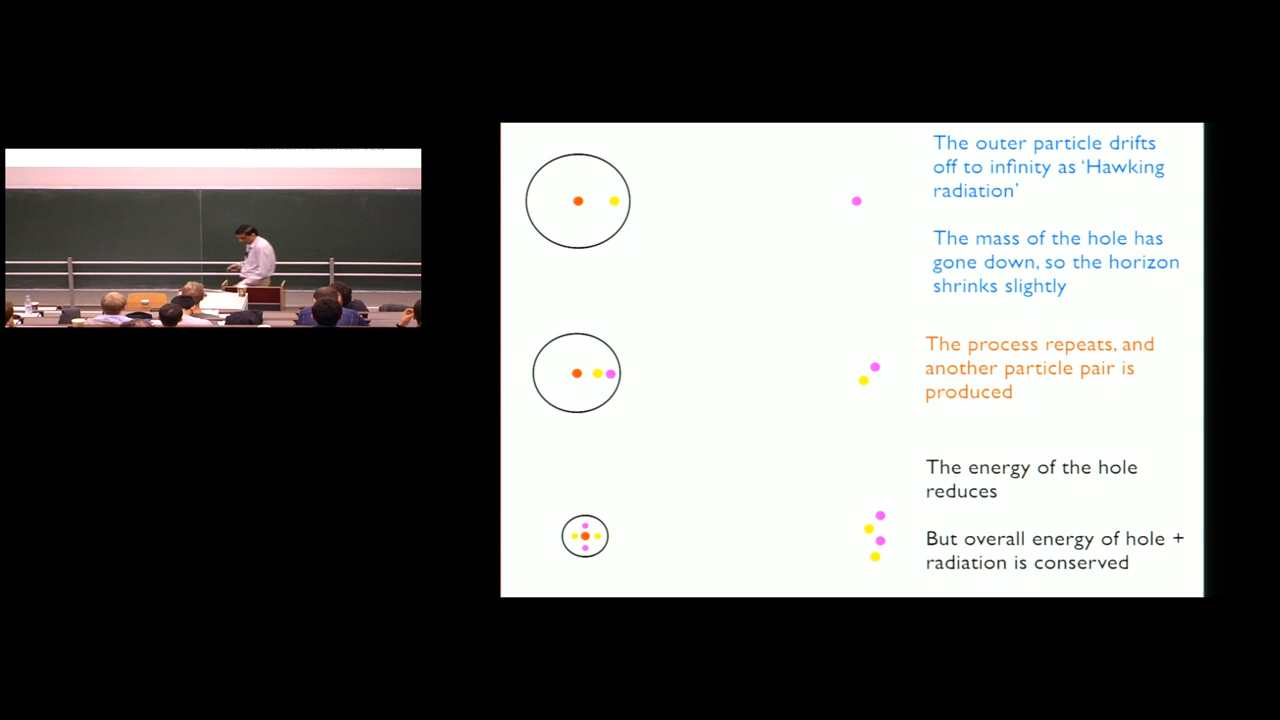 The outer particle drifts
off to infinity as ‘Hawking
radiation’
The mass of the hole has
gone down, so the horizon
shrinks slightly
The process repeats, and
another particle pair is
produced
The energy of the hole
reduces
But overall energy of hole +
radiation is conserved